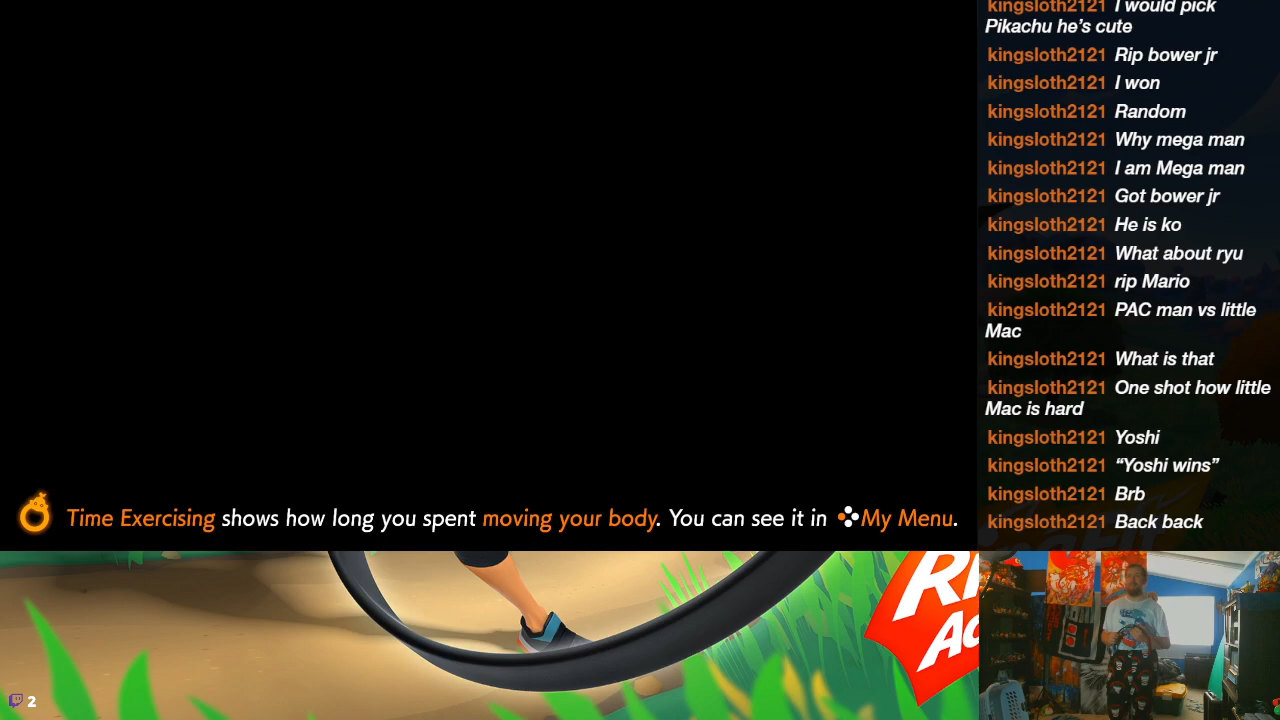 kingsloth2121 I would pick
Pikachu he's cute
kingsloth2121 Rip bower jr
kingsloth2121 I won
kingsloth2121 Random
kingsloth2121 Why mega man
kingsloth2121 I am Mega man
kingsloth2121 Got bower jr
kingsloth2121 He is ko
kingsloth2121 What about ryu
kingsloth2121 rip Mario
kingsloth2121 PAC man vs little
Mac
kingsloth2121 What is that
kingsloth2121 One shot how little
Mac is hard
kingsloth2121 Yoshi
kingsloth2121 “Yoshi wins”
kingsloth2121 Brb
kingsloth2121 Back back
Time Exercising shows how long you spent moving your body. You can see it in My Menu.
2